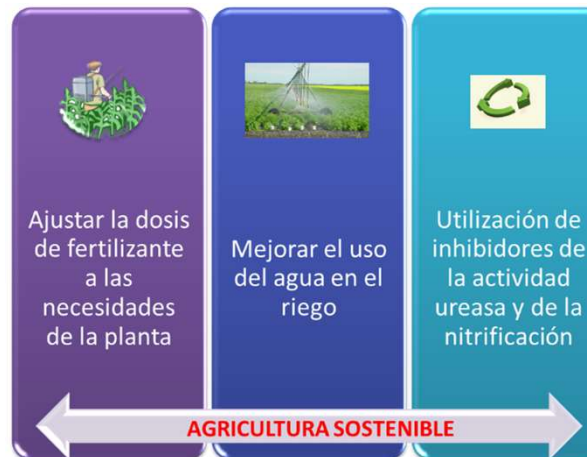 Ajustar la dosis
de fertilizante
a las
necesidades
de la planta
Mejorar el uso
del agua en el
riego
Utilización de
inhibidores de
la actividad
ureasa y de la
nitrificación
AGRICULTURA SOSTENIBLE